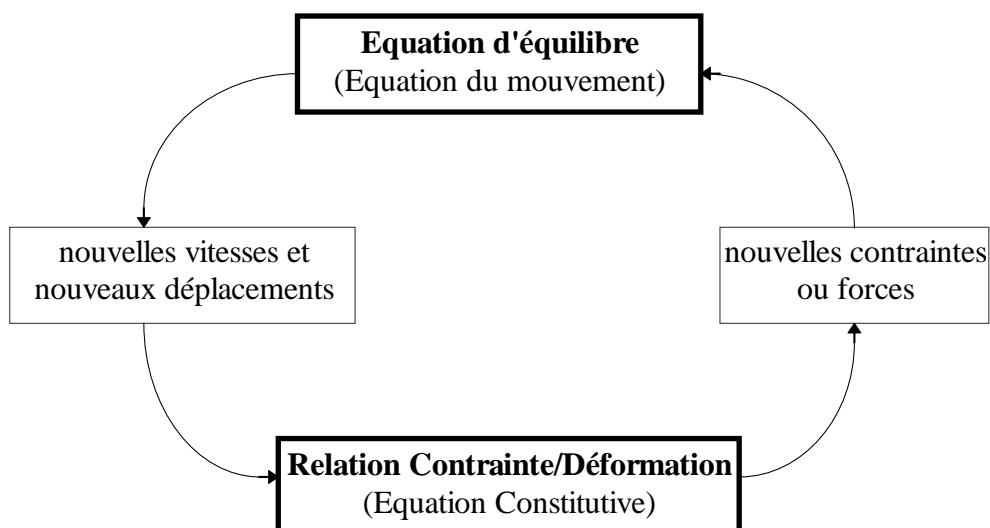 Equation d'équilibre
(Equation du mouvement)
nouvelles vitesses et
nouveaux déplacements
nouvelles contraintes
ou forces
Relation Contrainte/Déformation
(Equation Constitutive)